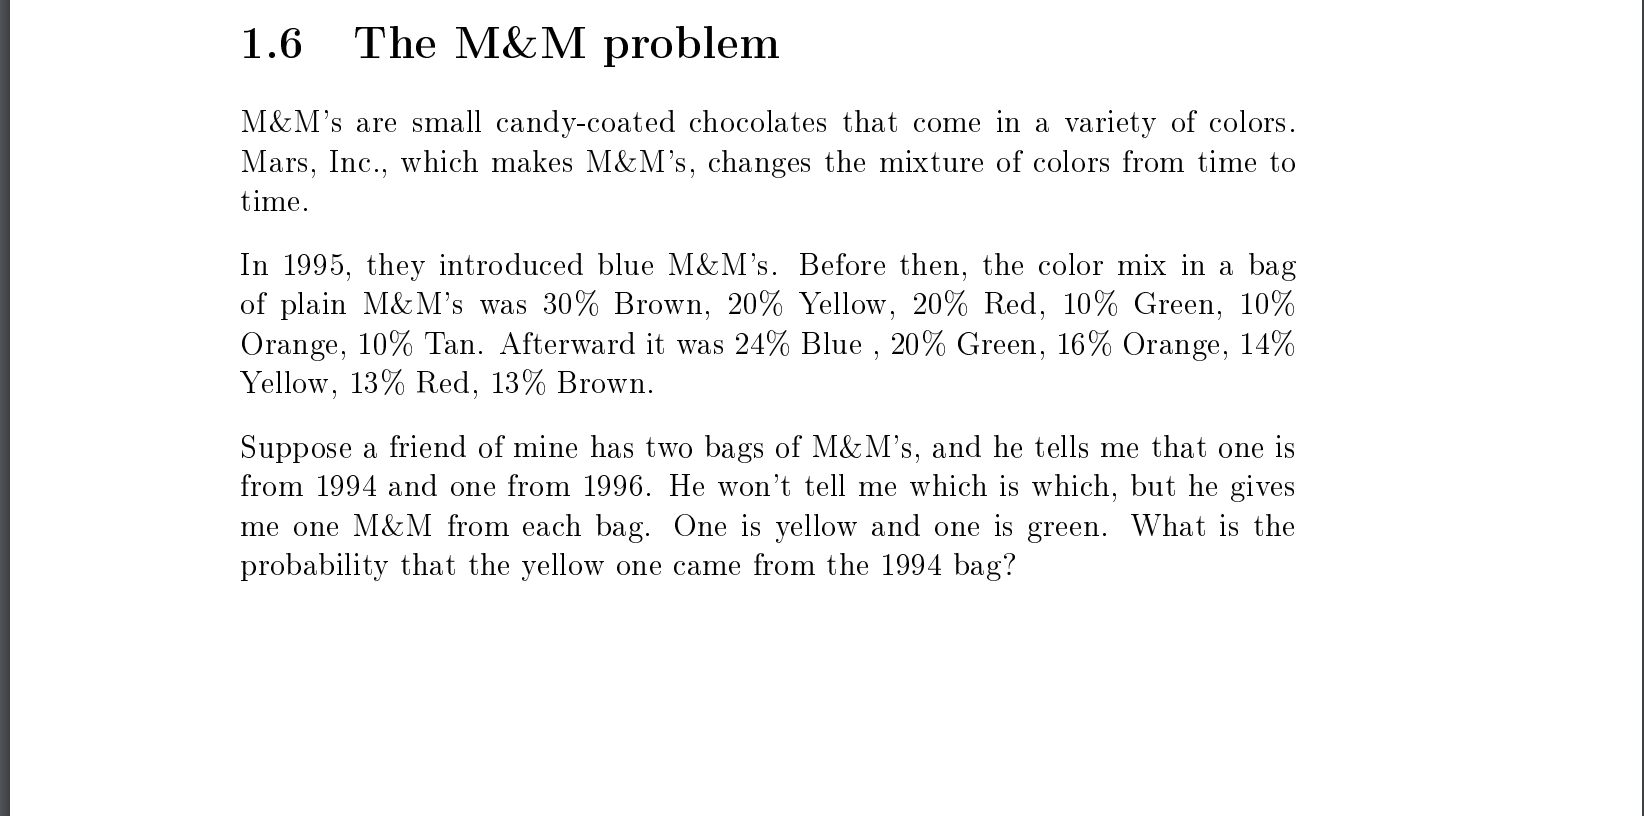 1.6 The M&M problem
M&M's are small candy-coated chocolates that come in a variety of colors.
Mars, Inc., which makes M&M's, changes the mixture of colors from time to
time.
In 1995, they introduced blue M&M's. Before then, the color mix in a bag
of plain M&M's was 30% Brown, 20% Yellow, 20% Red, 10% Green, 10%
Orange, 10% Tan. Afterward it was 24% Blue , 20% Green, 16% Orange, 14%
Yellow, 13% Red, 13% Brown.
Suppose a friend of mine has two bags of M&M's, and he tells me that one is
from 1994 and one from 1996. He won't tell me which is which, but he gives
me one M&M from each bag. One is yellow and one is green. What is the
probability that the yellow one came from the 1994 bag?